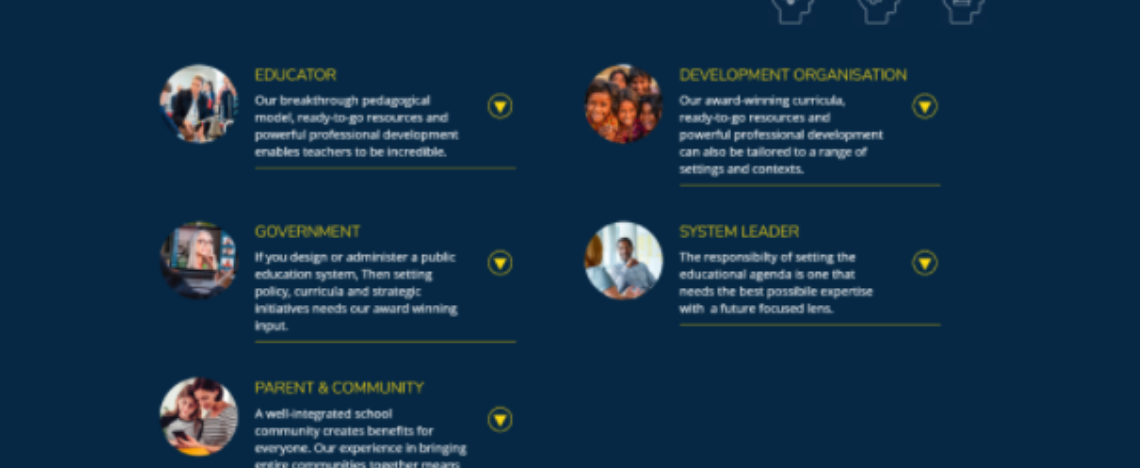 EDUCATOR
Our breakthrough pedagogical
model, ready-to-go resources and
powerful professional development
enables teachers to be incredible.
DEVELOPMENT ORGANISATION
Our award-winning curricula,
ready-to-go resources and
powerful professional development
can also be tailored to a range of
settings and contexts.
GOVERNMENT
If you design or administer a public
education system, Then setting
policy, curricula and strategic
initiatives needs our award winning
input.
SYSTEM LEADER
The responsibilty of setting the
educational agenda is one that
needs the best possibile expertise
with a future focused lens.
PARENT & COMMUNITY
A well-integrated school
community creates benefits for
everyone. Our experience in bringing
entire communities together means